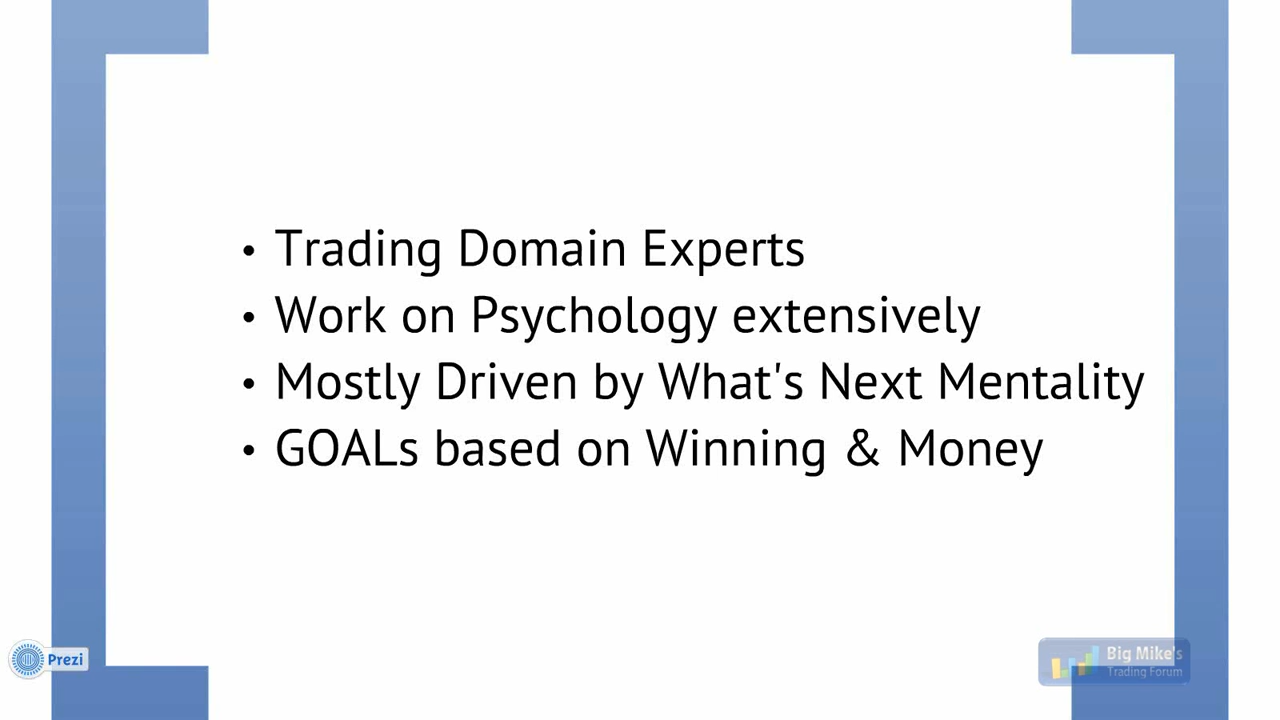 • Trading Domain Experts
• Work on Psychology extensively
• Mostly Driven by What's Next Mentality
• GOALs based on Winning & Money
Prezi
Big Mike's
Trading Forum